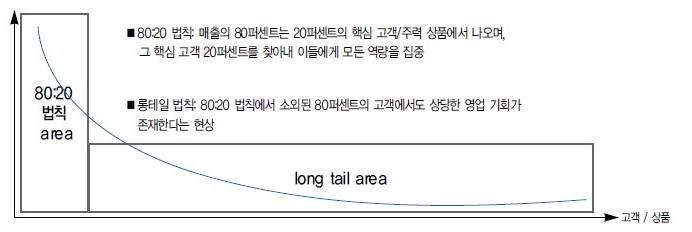 ■ 80:20 법칙: 매출의 80퍼센트는 20퍼센트의 핵심 고객/주력 상품에서 나오며,
그 핵심 고객 20퍼센트를 찾아내 이들에게 모든 역량을 집중
80:20
법칙
area
■ 롱테일 법칙: 80:20 법칙에서 소외된 80퍼센트의 고객에서도 상당한 영업 기회가
존재한다는 현상
long tail area
고객 / 상품